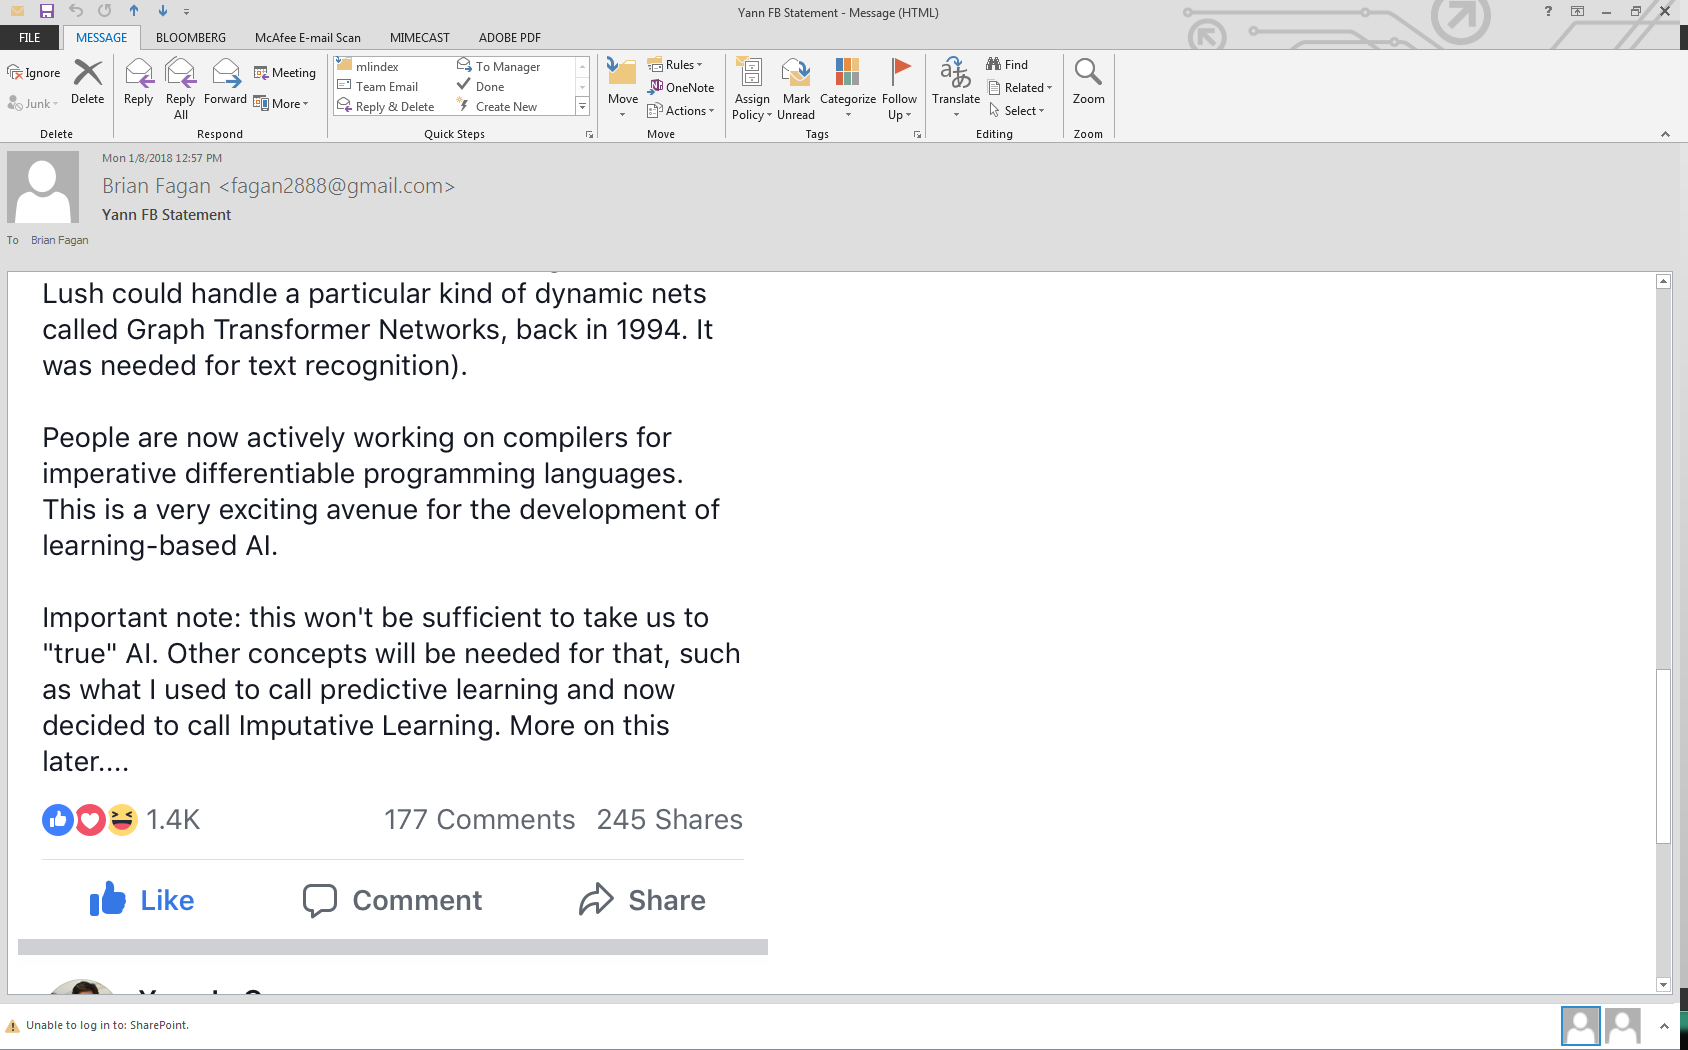 Yann FB Statement - Message (HTML)
?
FILE MESSAGE BLOOMBERG McAfee E-mail Scan MIMECAST ADOBE PDF
Ignore
Junk
Delete
Delete
Reply
Reply All
Forward
Meeting
More
Respond
mlindex
Team Email
Reply & Delete
To Manager
Done
Create New
Quick Steps
Move
Rules
OneNote
Actions
Move
Assign Policy
Mark Unread
Categorize
Follow Up
Tags
Translate
Find
Related
Select
Editing
Zoom
Zoom
Mon 1/8/2018 12:57 PM
Brian Fagan <fagan2888@gmail.com>
Yann FB Statement
To Brian Fagan
Lush could handle a particular kind of dynamic nets
called Graph Transformer Networks, back in 1994. It
was needed for text recognition).
People are now actively working on compilers for
imperative differentiable programming languages.
This is a very exciting avenue for the development of
learning-based AI.
Important note: this won't be sufficient to take us to
"true" AI. Other concepts will be needed for that, such
as what I used to call predictive learning and now
decided to call Imputative Learning. More on this
later....
1.4K 177 Comments 245 Shares
Like Comment Share
Unable to log in to: SharePoint.